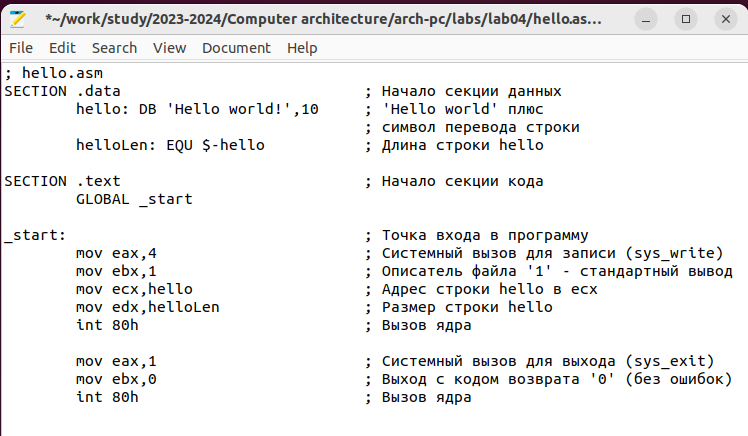 *~/work/study/2023-2024/Computer architecture/arch-pc/labs/lab04/hello.as...
File Edit Search View Document Help
; hello.asm
SECTION .data ; Начало секции данных
hello: DB 'Hello world!',10 ; 'Hello world' плюс
; символ перевода строки
helloLen: EQU $-hello ; Длина строки hello
SECTION .text ; Начало секции кода
GLOBAL _start
_start: ; Точка входа в программу
mov eax,4 ; Системный вызов для записи (sys_write)
mov ebx,1 ; Описатель файла '1' - стандартный вывод
mov ecx,hello ; Адрес строки hello в ecx
mov edx,helloLen ; Размер строки hello
int 80h ; Вызов ядра
mov eax,1 ; Системный вызов для выхода (sys_exit)
mov ebx,0 ; Выход с кодом возврата '0' (без ошибок)
int 80h ; Вызов ядра